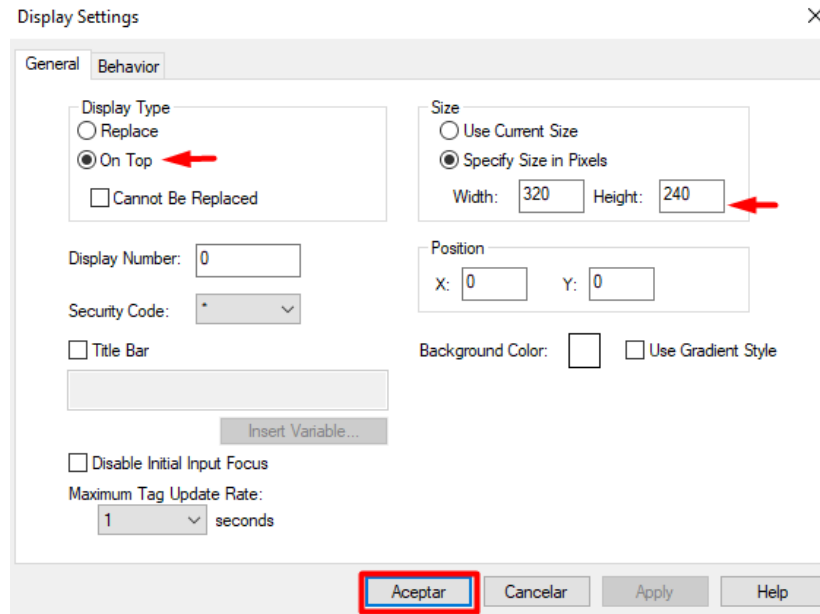 Display Settings
General Behavior
Display Type
Replace
On Top
Cannot Be Replaced
Size
Use Current Size
Specify Size in Pixels
Width: 320 Height: 240
Display Number: 0
Position
X: 0 Y: 0
Security Code: *
Title Bar
Background Color: Use Gradient Style
Insert Variable...
Disable Initial Input Focus
Maximum Tag Update Rate:
1 seconds
Aceptar Cancelar Apply Help